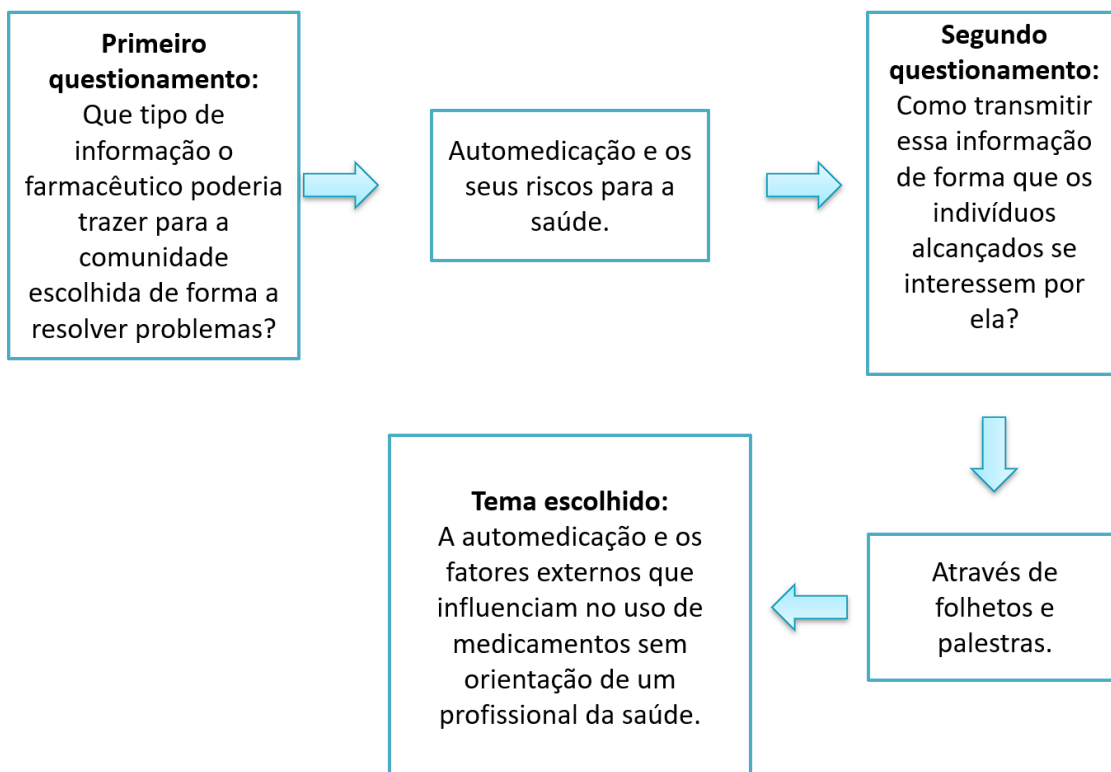 Primeiro
questionamento:
Que tipo de
informação o
farmacêutico poderia
trazer para a
comunidade
escolhida de forma a
resolver problemas?
Automedicação e os
seus riscos para a
saúde.
Segundo
questionamento:
Como transmitir
essa informação
de forma que os
indivíduos
alcançados se
interessem por
ela?
Através de
folhetos e
palestras.
Tema escolhido:
A automedicação e os
fatores externos que
influenciam no uso de
medicamentos sem
orientação de um
profissional da saúde.